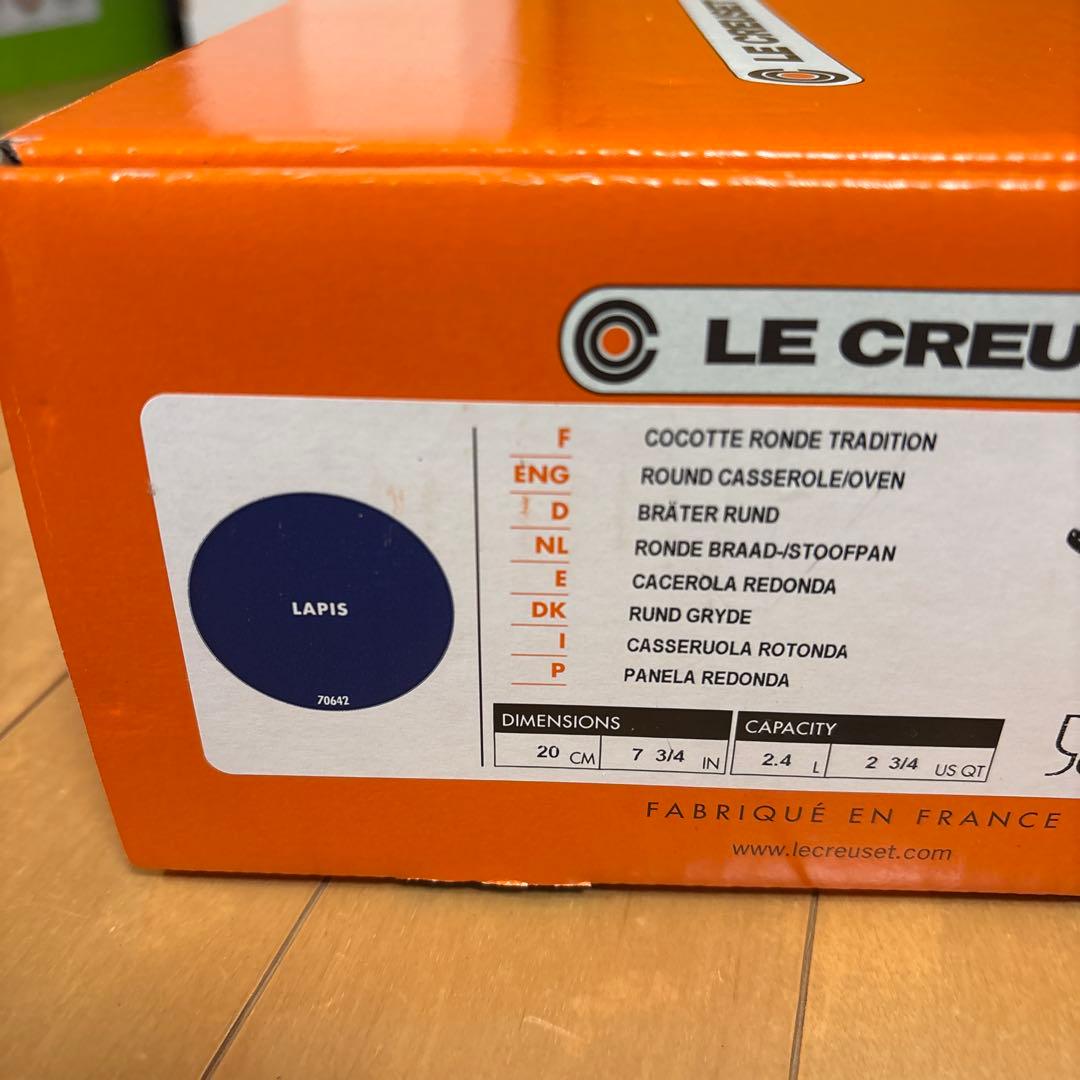 LE CREUSET
LE CREU
F COCOTTE RONDE TRADITION
ENG ROUND CASSEROLE/OVEN
D BRÄTER RUND
NL RONDE BRAAD-/STOOFPAN
E CACEROLA REDONDA
DK RUND GRYDE
I CASSERUOLA ROTONDA
P PANELA REDONDA
LAPIS
70642
DIMENSIONS CAPACITY
20 CM 7 3/4 IN 2.4 L 2 3/4 US QT
FABRIQUÉ EN FRANCE
www.lecreuset.com